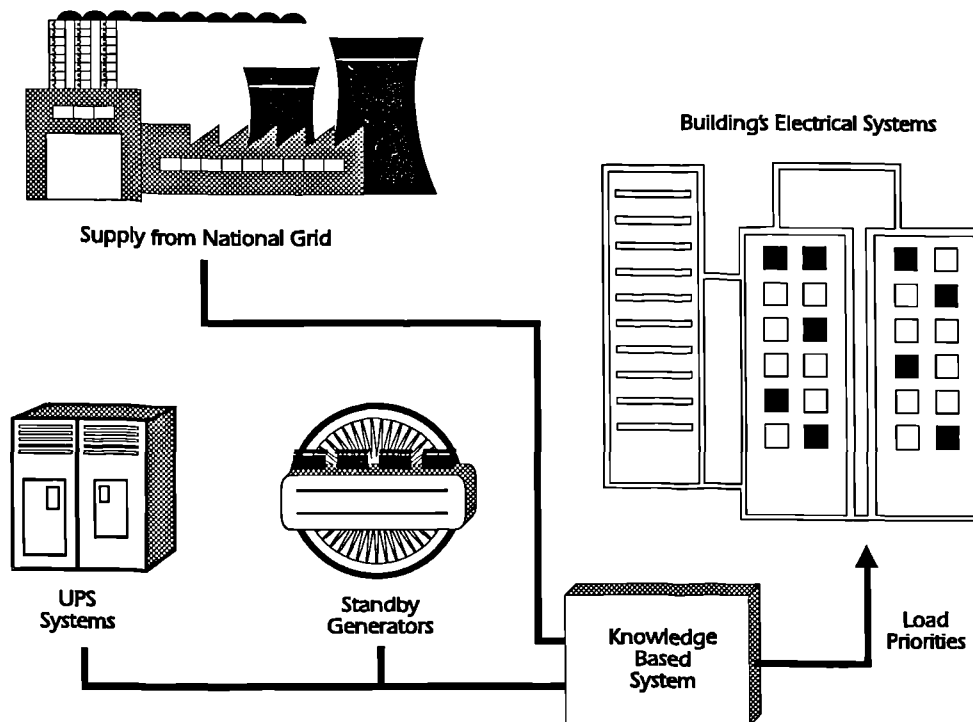 Building's Electrical Systems
Supply from National Grid
UPS
Systems
Standby
Generators
Knowledge
Based
System
Load
Priorities